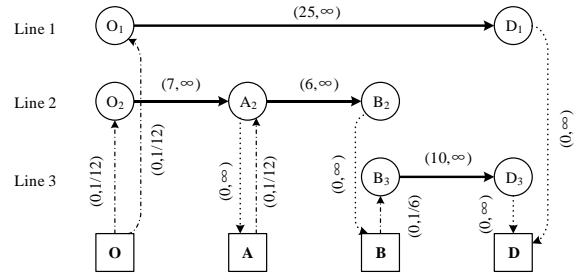 Line 1
O₁
(25,∞)
D₁
Line 2
O₂
(7,∞)
A₂
(6,∞)
B₂
(0,1/12)
(0,1/12)
(0,∞)
(0,1/12)
(0,∞)
(0,∞)
Line 3
B₃
(10,∞)
D₃
(0,1/6)
(0,∞)
O
A
B
D